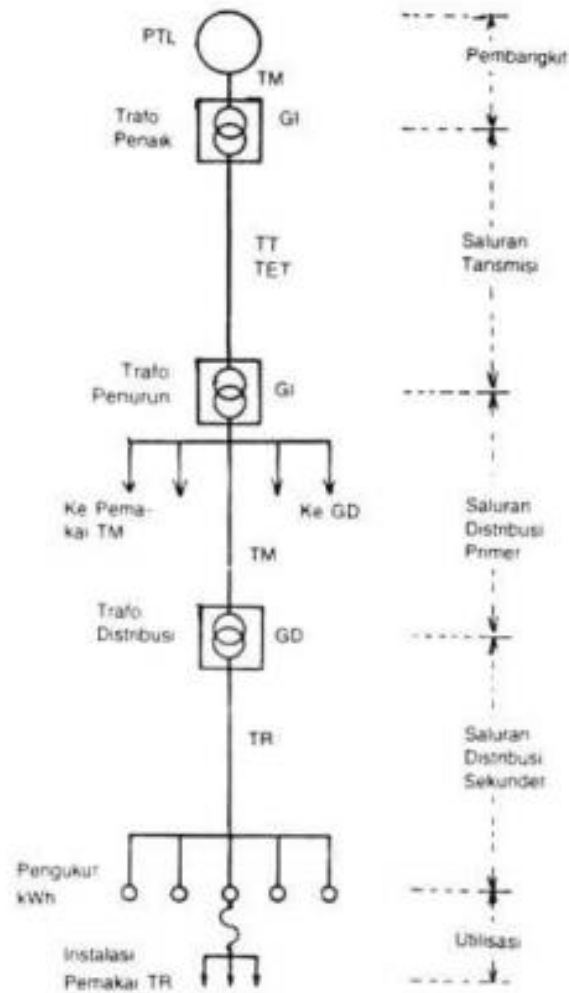 PTL
TM
Pembangkit
Trafo
Penaik
GI
TT
TET
Saluran
Tansmisi
Trafo
Penurun
GI
Ke Pema-
kai TM
Ke GD
Saluran
Distribusi
Primer
TM
Trafo
Distribusi
GD
TR
Saluran
Distribusi
Sekunder
Pengukur
kWh
Utilisasi
Instalasi
Pemakai TR